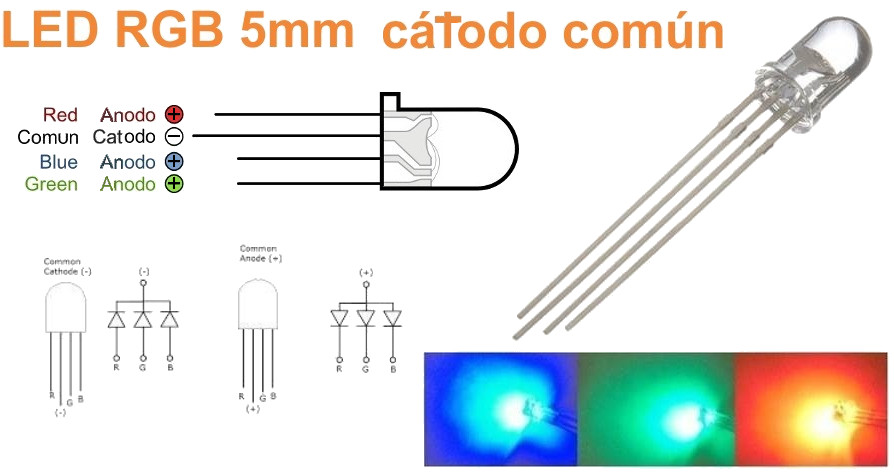 LED RGB 5mm cátodo común
Red Anodo +
Comun Catodo −
Blue Anodo +
Green Anodo +
Common
Cathode (-)
(-)
R G B
R G B
(-)
Common
Anode (+)
(+)
R G B
R G B
(+)